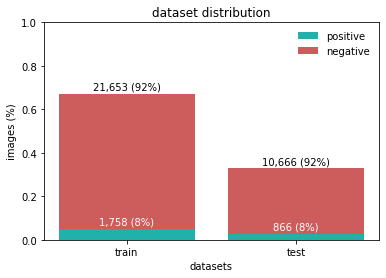 dataset distribution
1.0
0.8
0.6
0.4
0.2
0.0
images (%)
positive
negative
21,653 (92%)
1,758 (8%)
10,666 (92%)
866 (8%)
train
test
datasets